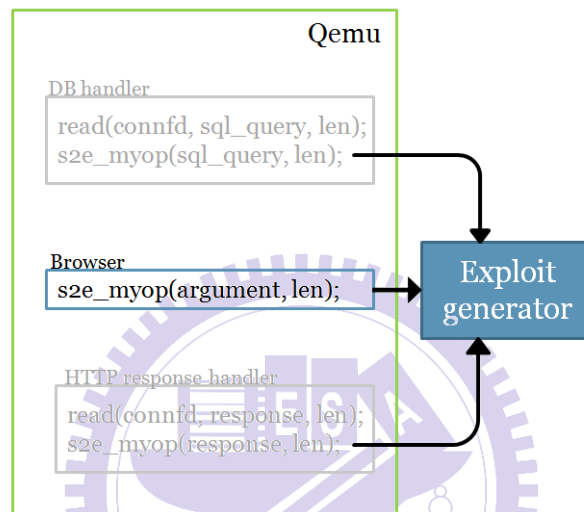 Qemu
DB handler
read(connfd, sql_query, len);
s2e_myop(sql_query, len);
Browser
s2e_myop(argument, len);
Exploit
generator
HTTP response handler
read(connfd, response, len);
s2e_myop(response, len);
E S A